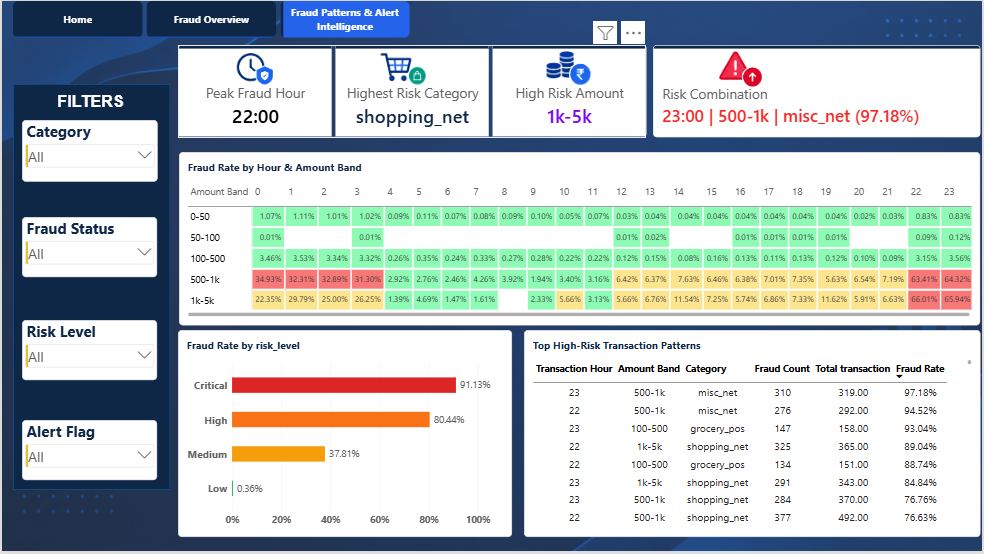 Home
Fraud Overview
Fraud Patterns & Alert
Intelligence
Peak Fraud Hour
22:00
Highest Risk Category
shopping_net
₹
High Risk Amount
1k-5k
Risk Combination
23:00 | 500-1k | misc_net (97.18%)
FILTERS
Category
All
Fraud Status
All
Risk Level
All
Alert Flag
All
Fraud Rate by Hour & Amount Band
Amount Band 0 1 2 3 4 5 6 7 8 9 10 11 12 13 14 15 16 17 18 19 20 21 22 23
0-50 1.07% 1.11% 1.01% 1.02% 0.09% 0.11% 0.07% 0.08% 0.09% 0.10% 0.05% 0.07% 0.03% 0.04% 0.04% 0.04% 0.04% 0.04% 0.04% 0.04% 0.02% 0.03% 0.83% 0.83%
50-100 0.01% 0.01% 0.01% 0.02% 0.01% 0.01% 0.01% 0.01% 0.09% 0.12%
100-500 3.46% 3.53% 3.34% 3.32% 0.26% 0.35% 0.24% 0.33% 0.27% 0.28% 0.22% 0.22% 0.12% 0.15% 0.08% 0.16% 0.13% 0.11% 0.13% 0.12% 0.10% 0.09% 3.15% 3.56%
500-1k 34.93% 32.31% 32.89% 31.30% 2.92% 2.76% 2.46% 4.26% 3.92% 1.94% 3.40% 3.16% 6.42% 6.37% 7.63% 6.46% 6.38% 7.01% 7.35% 5.63% 6.54% 7.19% 63.41% 64.32%
1k-5k 22.35% 29.79% 25.00% 26.25% 1.39% 4.69% 1.47% 1.61% 2.33% 5.66% 3.13% 5.66% 6.76% 11.54% 7.25% 5.74% 6.86% 7.33% 11.62% 5.91% 6.63% 66.01% 65.94%
Fraud Rate by risk_level
Critical 91.13%
High 80.44%
Medium 37.81%
Low 0.36%
0% 20% 40% 60% 80% 100%
Top High-Risk Transaction Patterns
Transaction Hour Amount Band Category Fraud Count Total transaction Fraud Rate
23 500-1k misc_net 310 319.00 97.18%
22 500-1k misc_net 276 292.00 94.52%
23 100-500 grocery_pos 147 158.00 93.04%
22 1k-5k shopping_net 325 365.00 89.04%
22 100-500 grocery_pos 134 151.00 88.74%
23 1k-5k shopping_net 291 343.00 84.84%
23 500-1k shopping_net 284 370.00 76.76%
22 500-1k shopping_net 377 492.00 76.63%